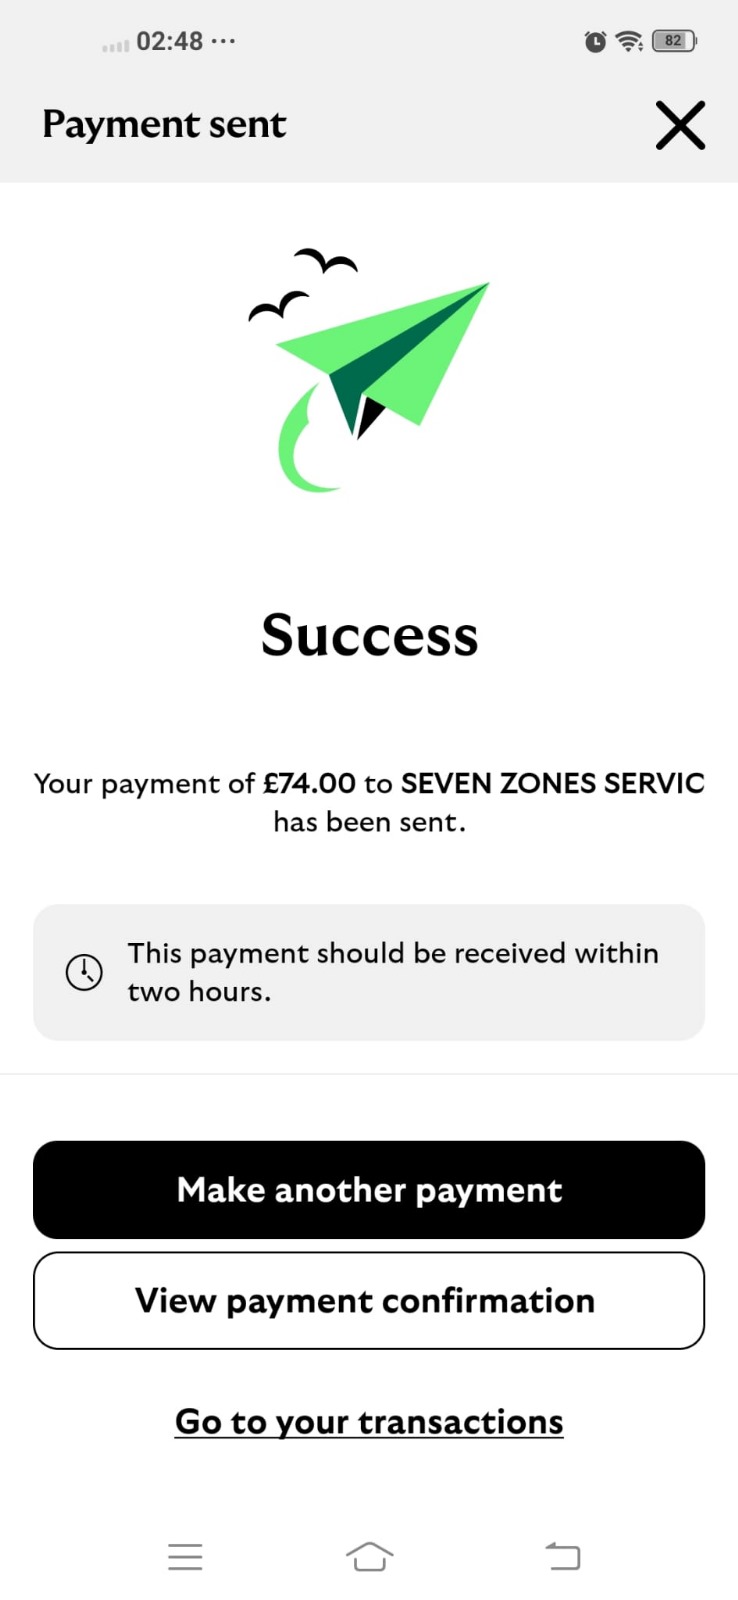 02:48 ...
82
Payment sent
Success
Your payment of £74.00 to SEVEN ZONES SERVIC
has been sent.
This payment should be received within
two hours.
Make another payment
View payment confirmation
Go to your transactions